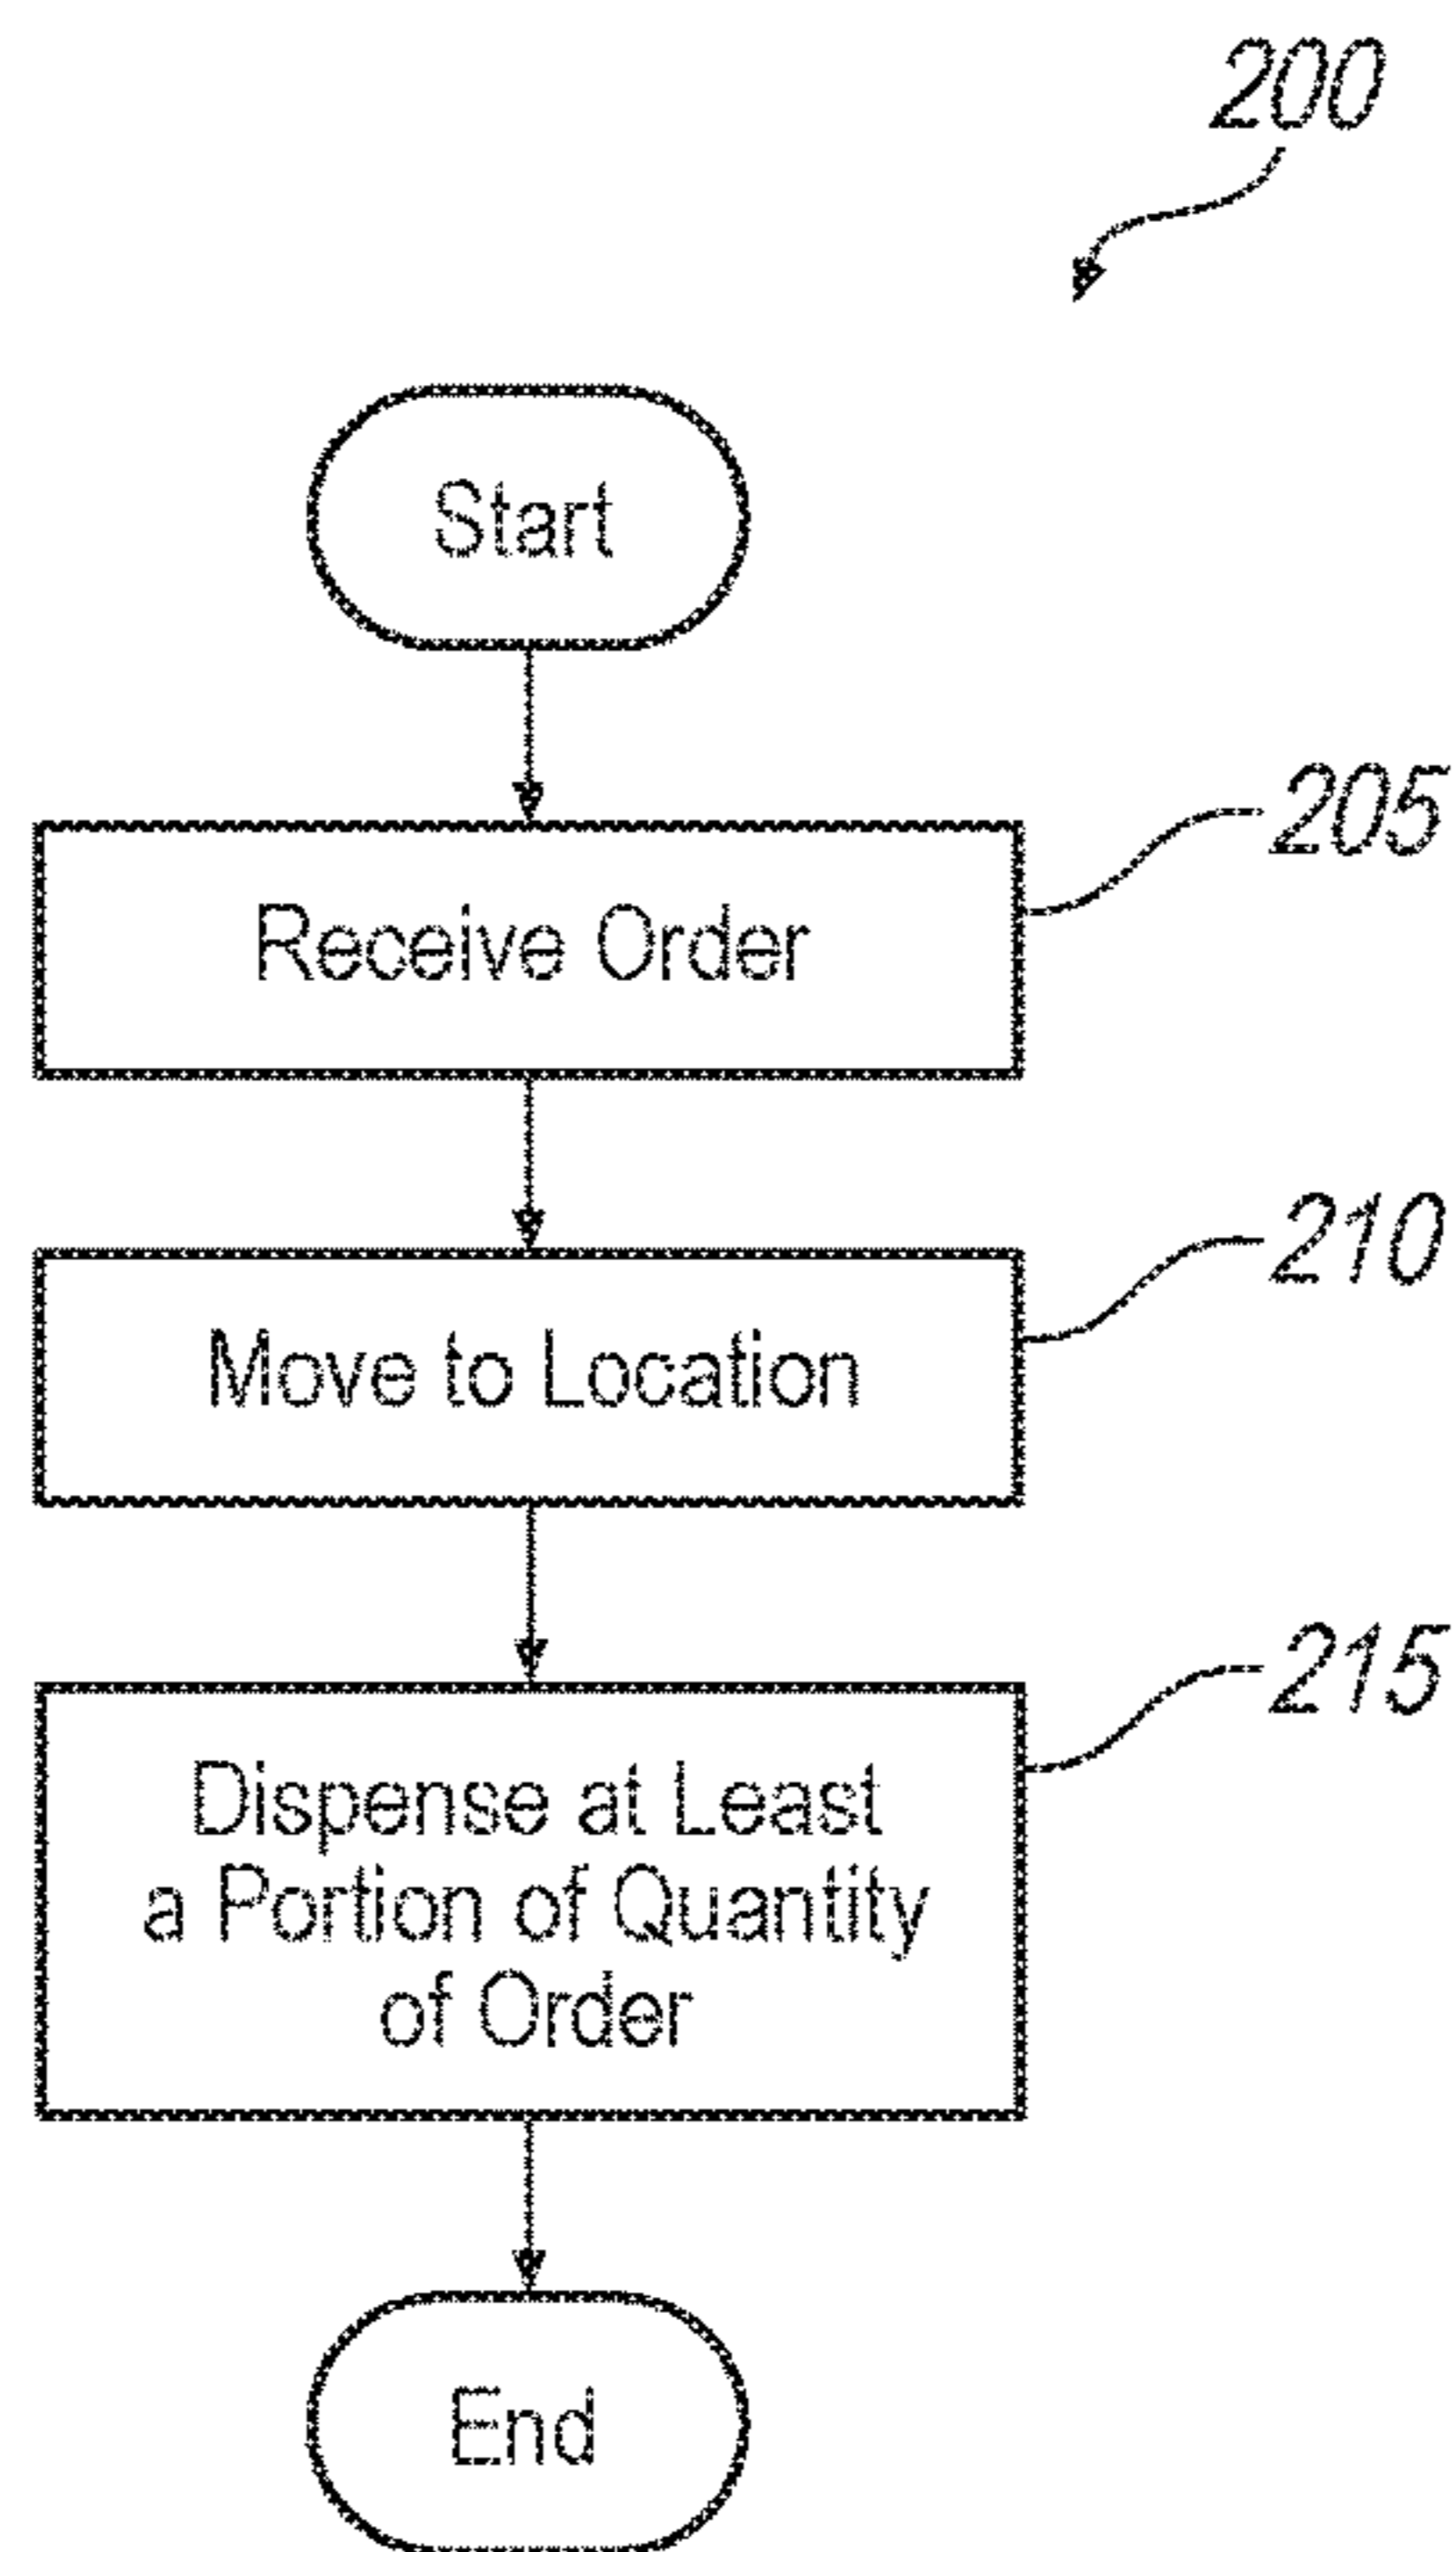 200
Start
205
Receive Order
210
Move to Location
215
Dispense at Least
a Portion of Quantity
of Order
End